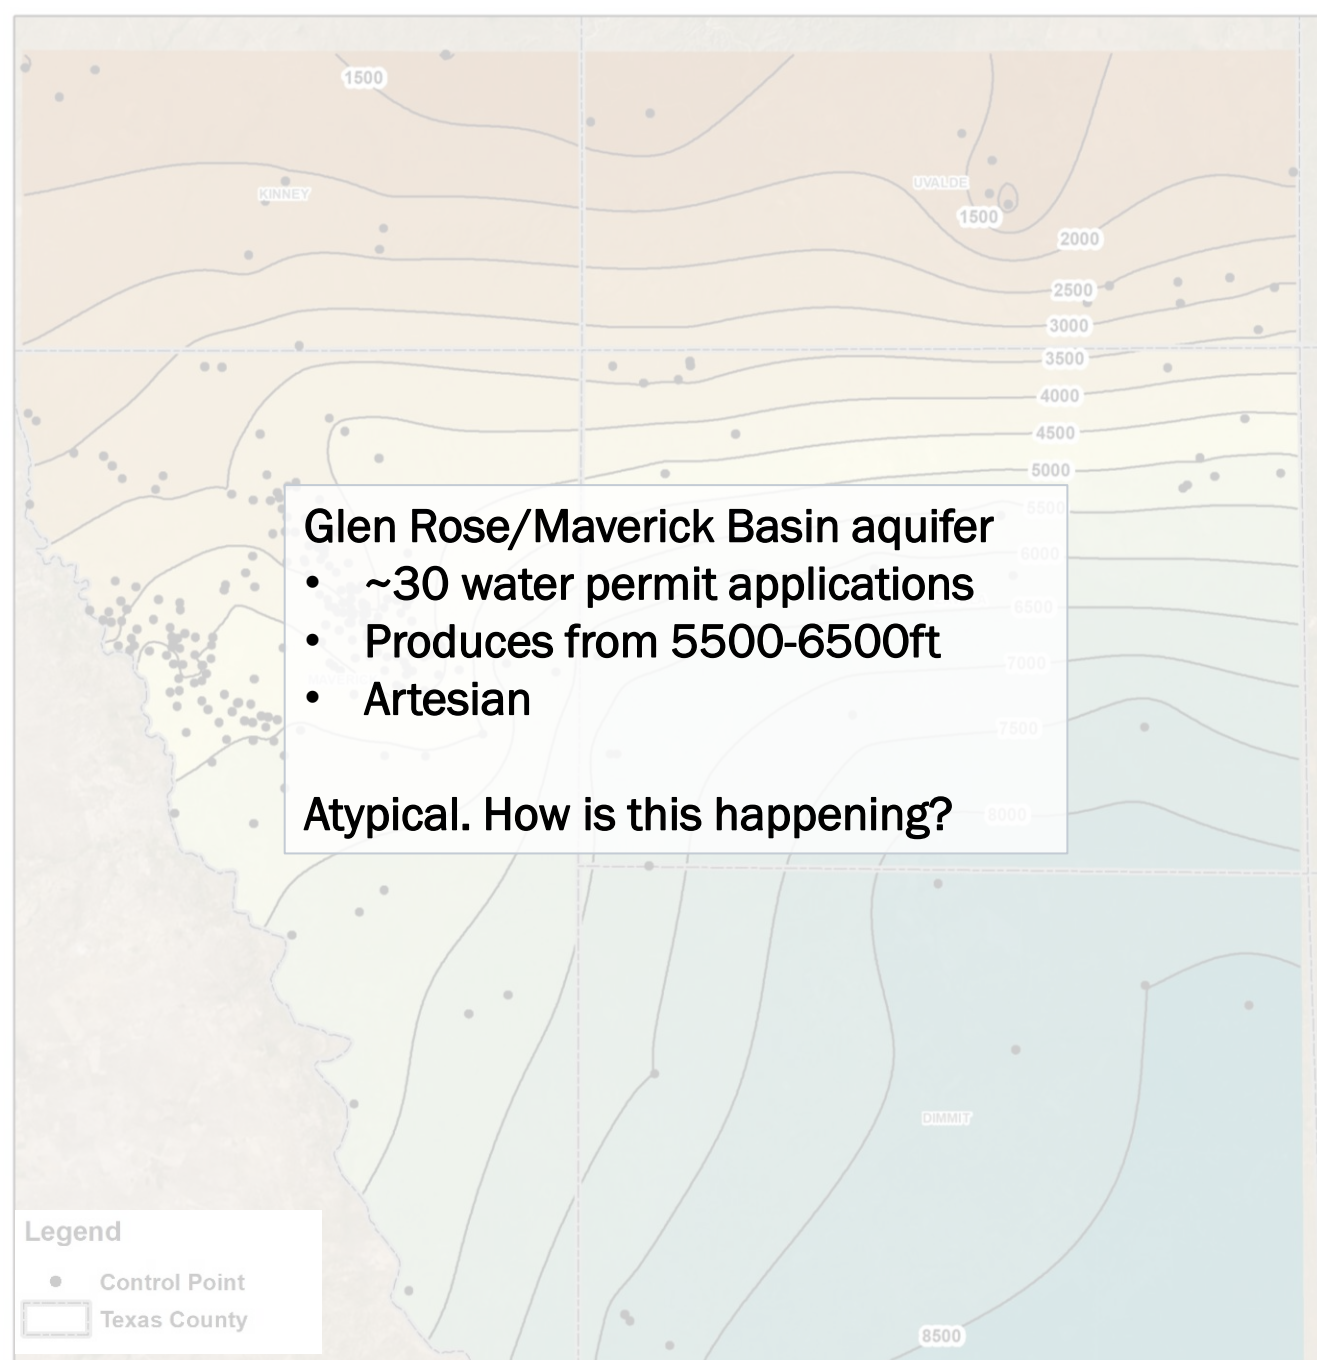 1500
KINNEY
UVALDE
1500
2000
2500
3000
3500
4000
4500
5000
5500
6000
6500
7000
7500
8000
Glen Rose/Maverick Basin aquifer
• ~30 water permit applications
• Produces from 5500-6500ft
• Artesian
Atypical. How is this happening?
DIMMIT
8500
Legend
Control Point
Texas County